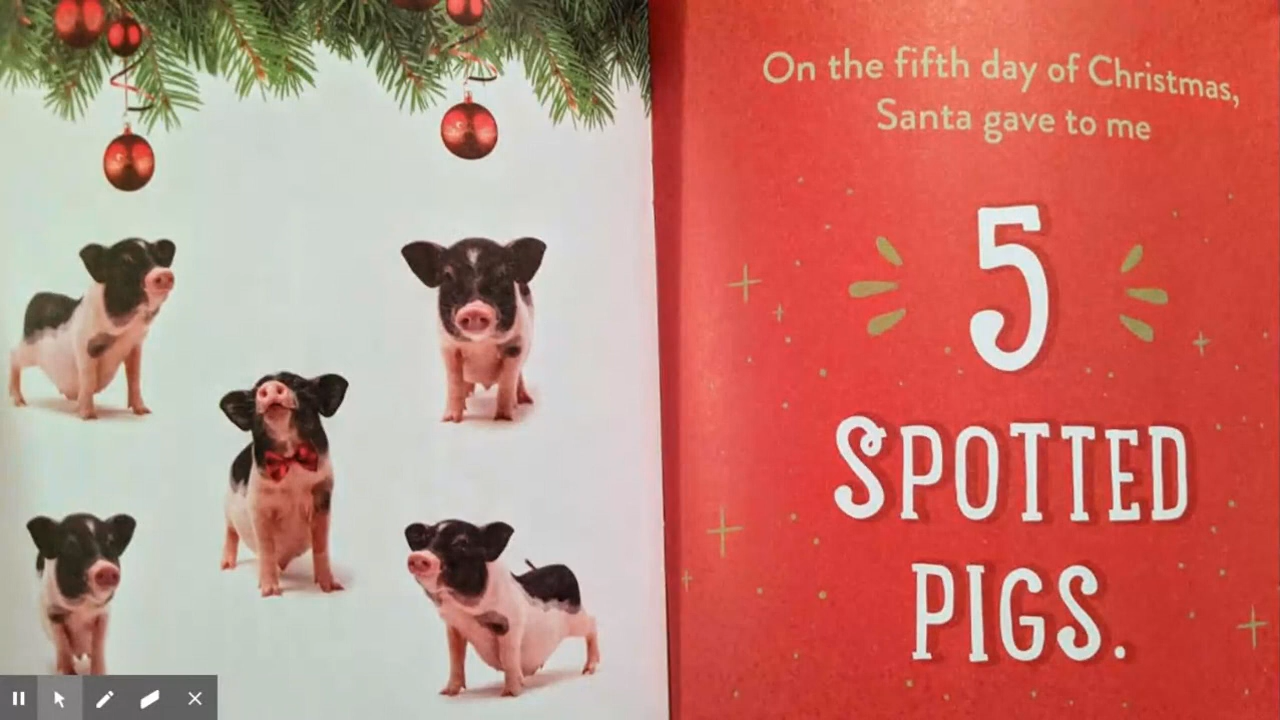 On the fifth day of Christmas,
Santa gave to me
5
SPOTTED
PIGS.